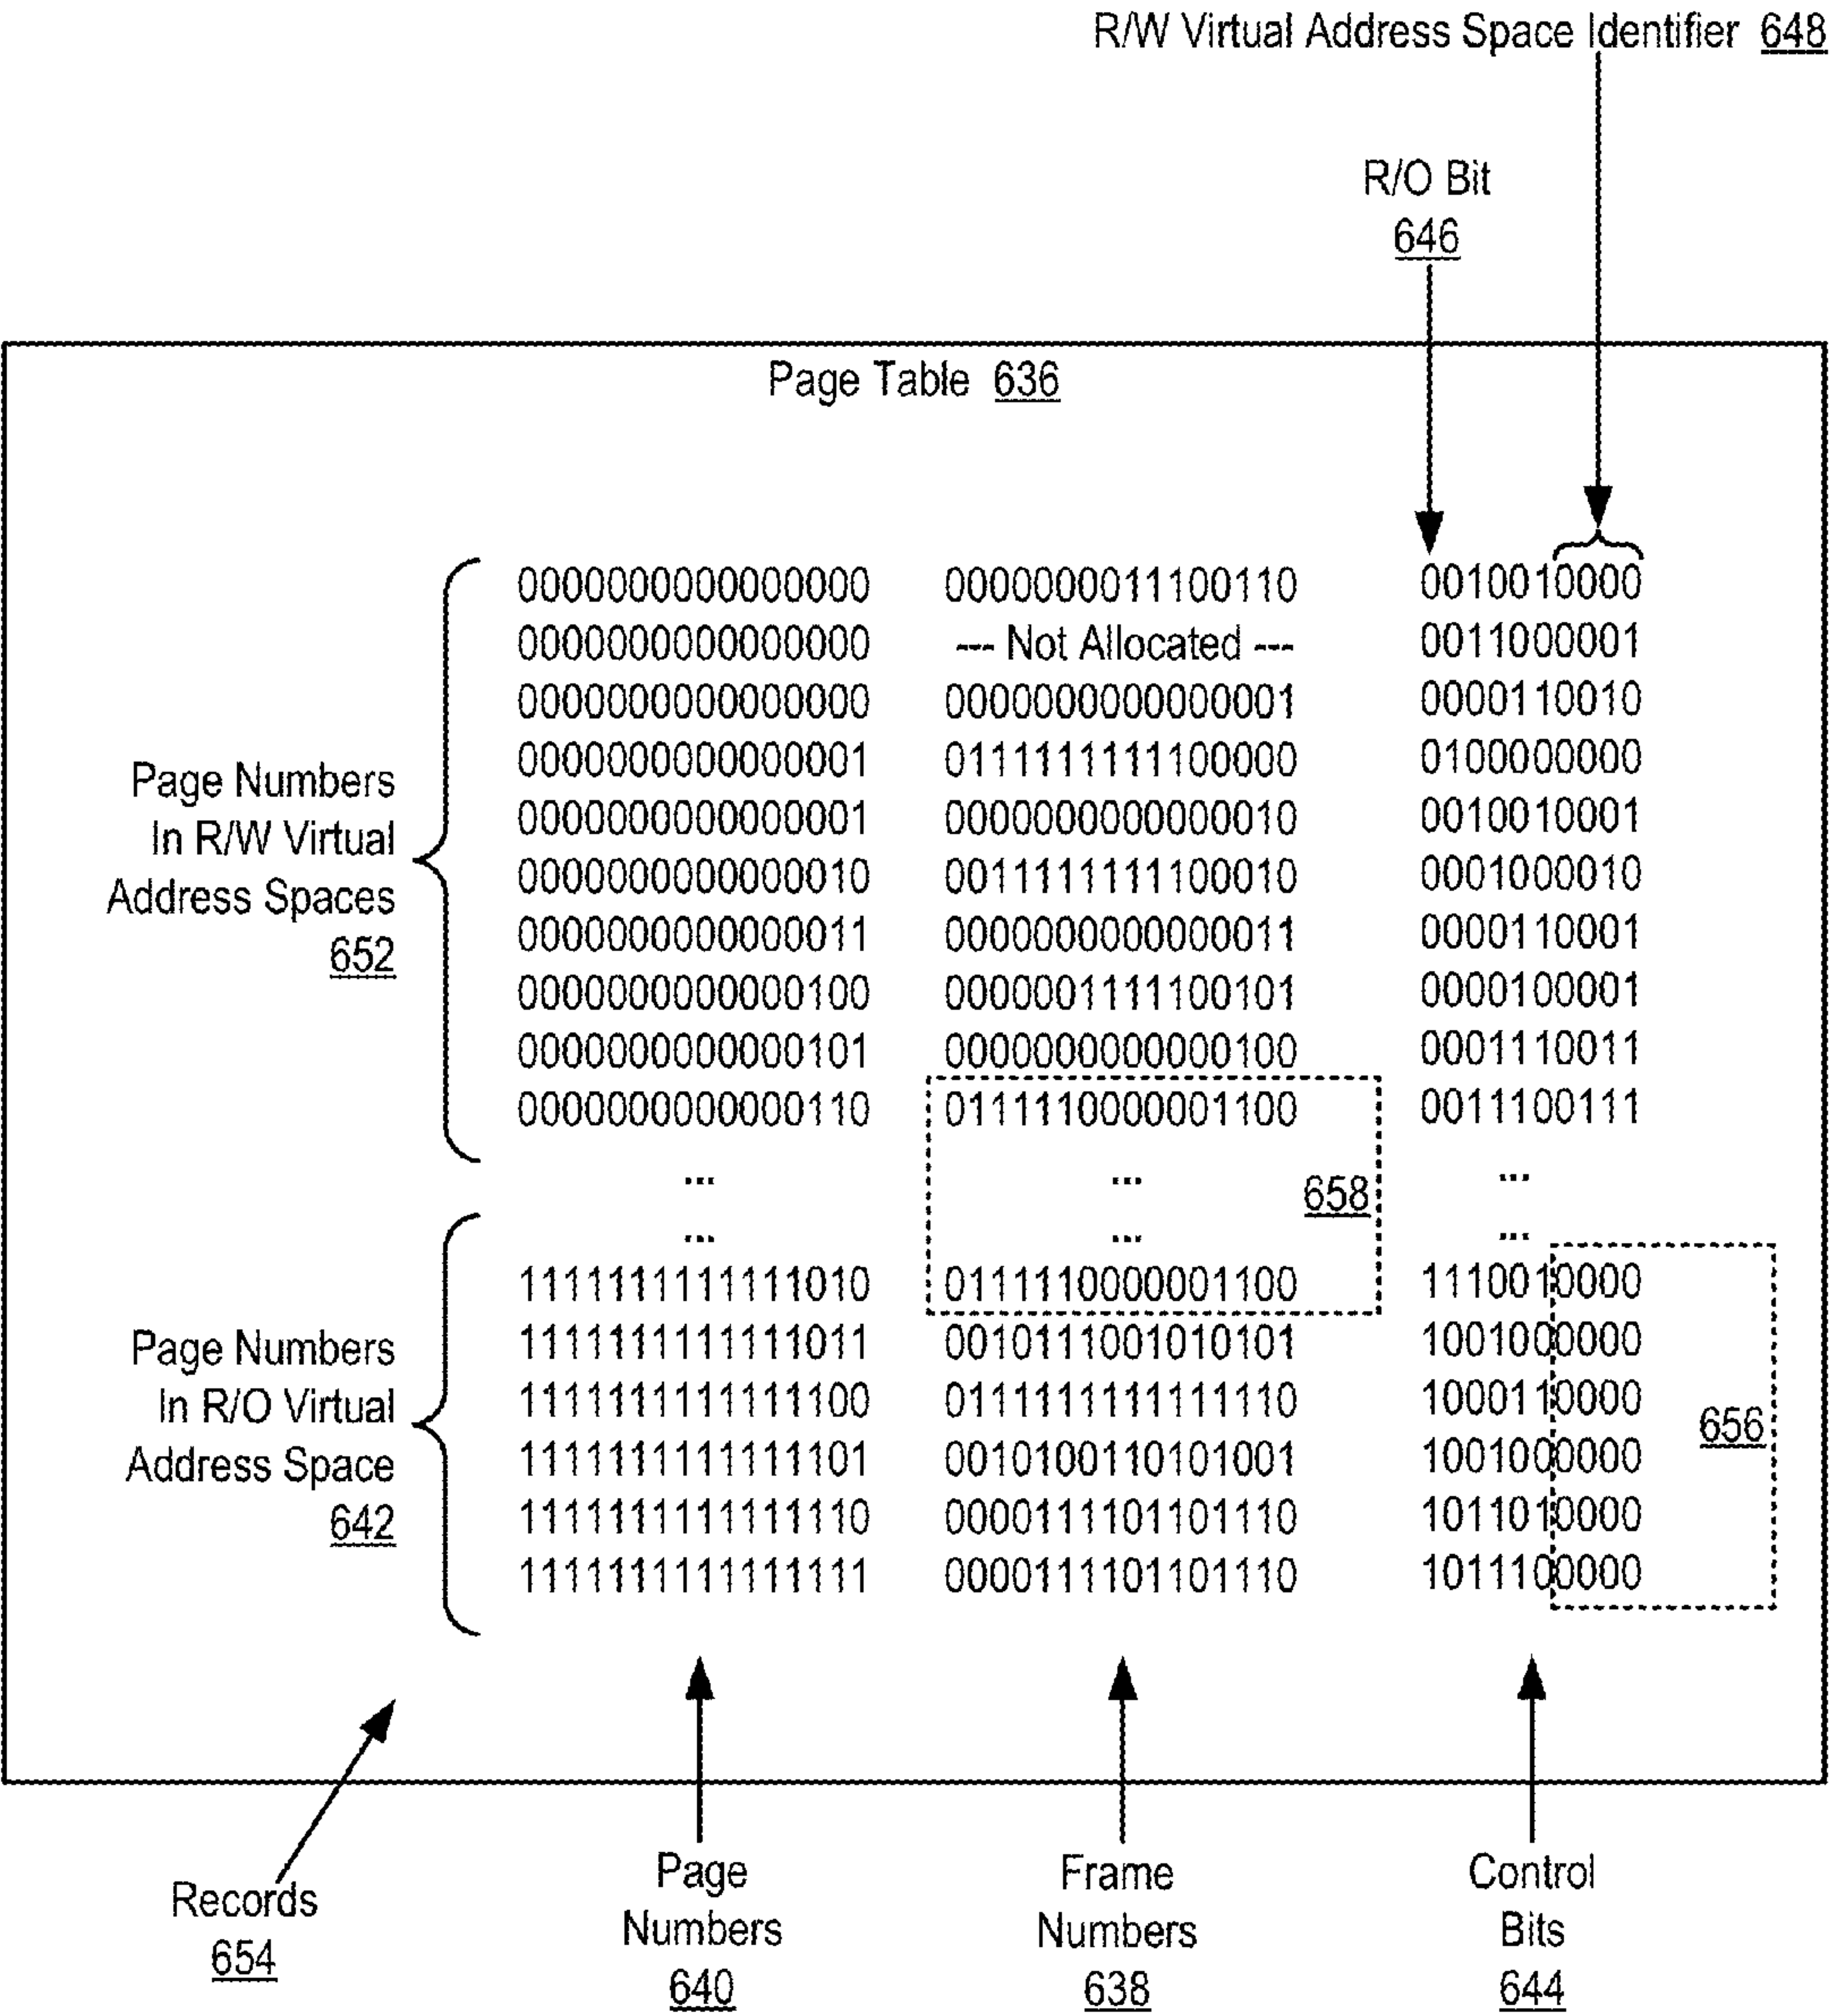 R/W Virtual Address Space Identifier 648
R/O Bit
646
Page Table 636
Page Numbers
In R/W Virtual
Address Spaces
652
0000000000000000 0000000011100110 0010010000
0000000000000000 --- Not Allocated --- 0011000001
0000000000000000 0000000000000001 0000110010
0000000000000001 0111111111100000 0100000000
0000000000000001 0000000000000010 0010010001
0000000000000010 0011111111100010 0001000010
0000000000000011 0000000000000011 0000110001
0000000000000100 0000001111100101 0000100001
0000000000000101 0000000000000100 0001110011
0000000000000110 0111110000001100 0011100111
... ... ...
658
... ... ...
Page Numbers
In R/O Virtual
Address Space
642
1111111111111010 0111110000001100 1110010000
1111111111111011 0010111001010101 1001000000
1111111111111100 0111111111111110 1000110000
1111111111111101 0010100110101001 1001000000
1111111111111110 0000111101101110 1011010000
1111111111111111 0000111101101110 1011100000
656
Records
654
Page
Numbers
640
Frame
Numbers
638
Control
Bits
644